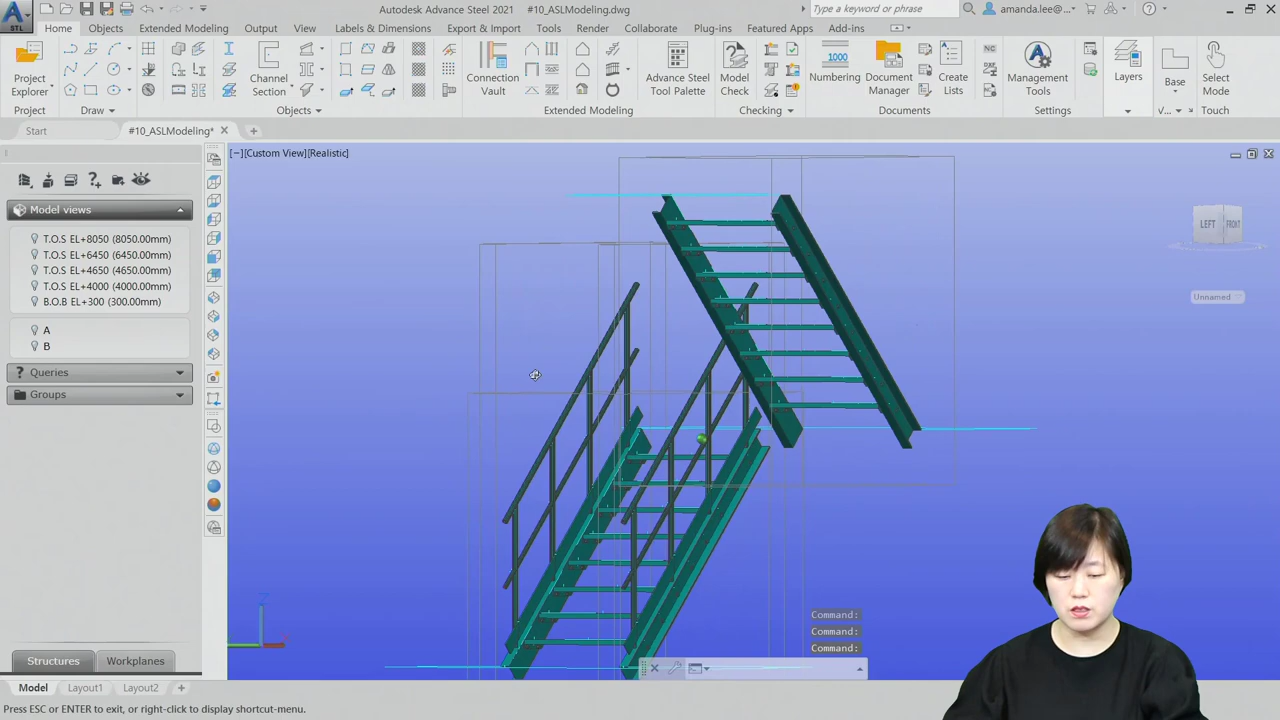 Autodesk Advance Steel 2021 #10_ASLModeling.dwg
Type a keyword or phrase
amanda.lee@...
STL
Home
Objects
View
Output
Labels & Dimensions
Export & Import
Tools
Render
Collaborate
Plug-ins
Featured Apps
Add-ins
Project
Explorer
Channel
Section
Connection
Vault
Advance Steel
Tool Palette
Model
Check
1000
Numbering
Document
Manager
NC
Create
Lists
Management
Tools
Layers
Base
Select
Mode
Project
Draw
Objects
Extended Modeling
Checking
Documents
Settings
V...
Touch
Start
#10_ASLModeling*
[−][Custom View][Realistic]
Model views
T.O.S EL+8050 (8050.00mm)
T.O.S EL+6450 (6450.00mm)
T.O.S EL+4650 (4650.00mm)
T.O.S EL+4000 (4000.00mm)
B.O.B EL+300 (300.00mm)
A
B
Queries
Groups
LEFT
FRONT
Unnamed
Z
Command:
Command:
Command:
Structures
Workplanes
Model
Layout1
Layout2
Press ESC or ENTER to exit, or right-click to display shortcut-menu.